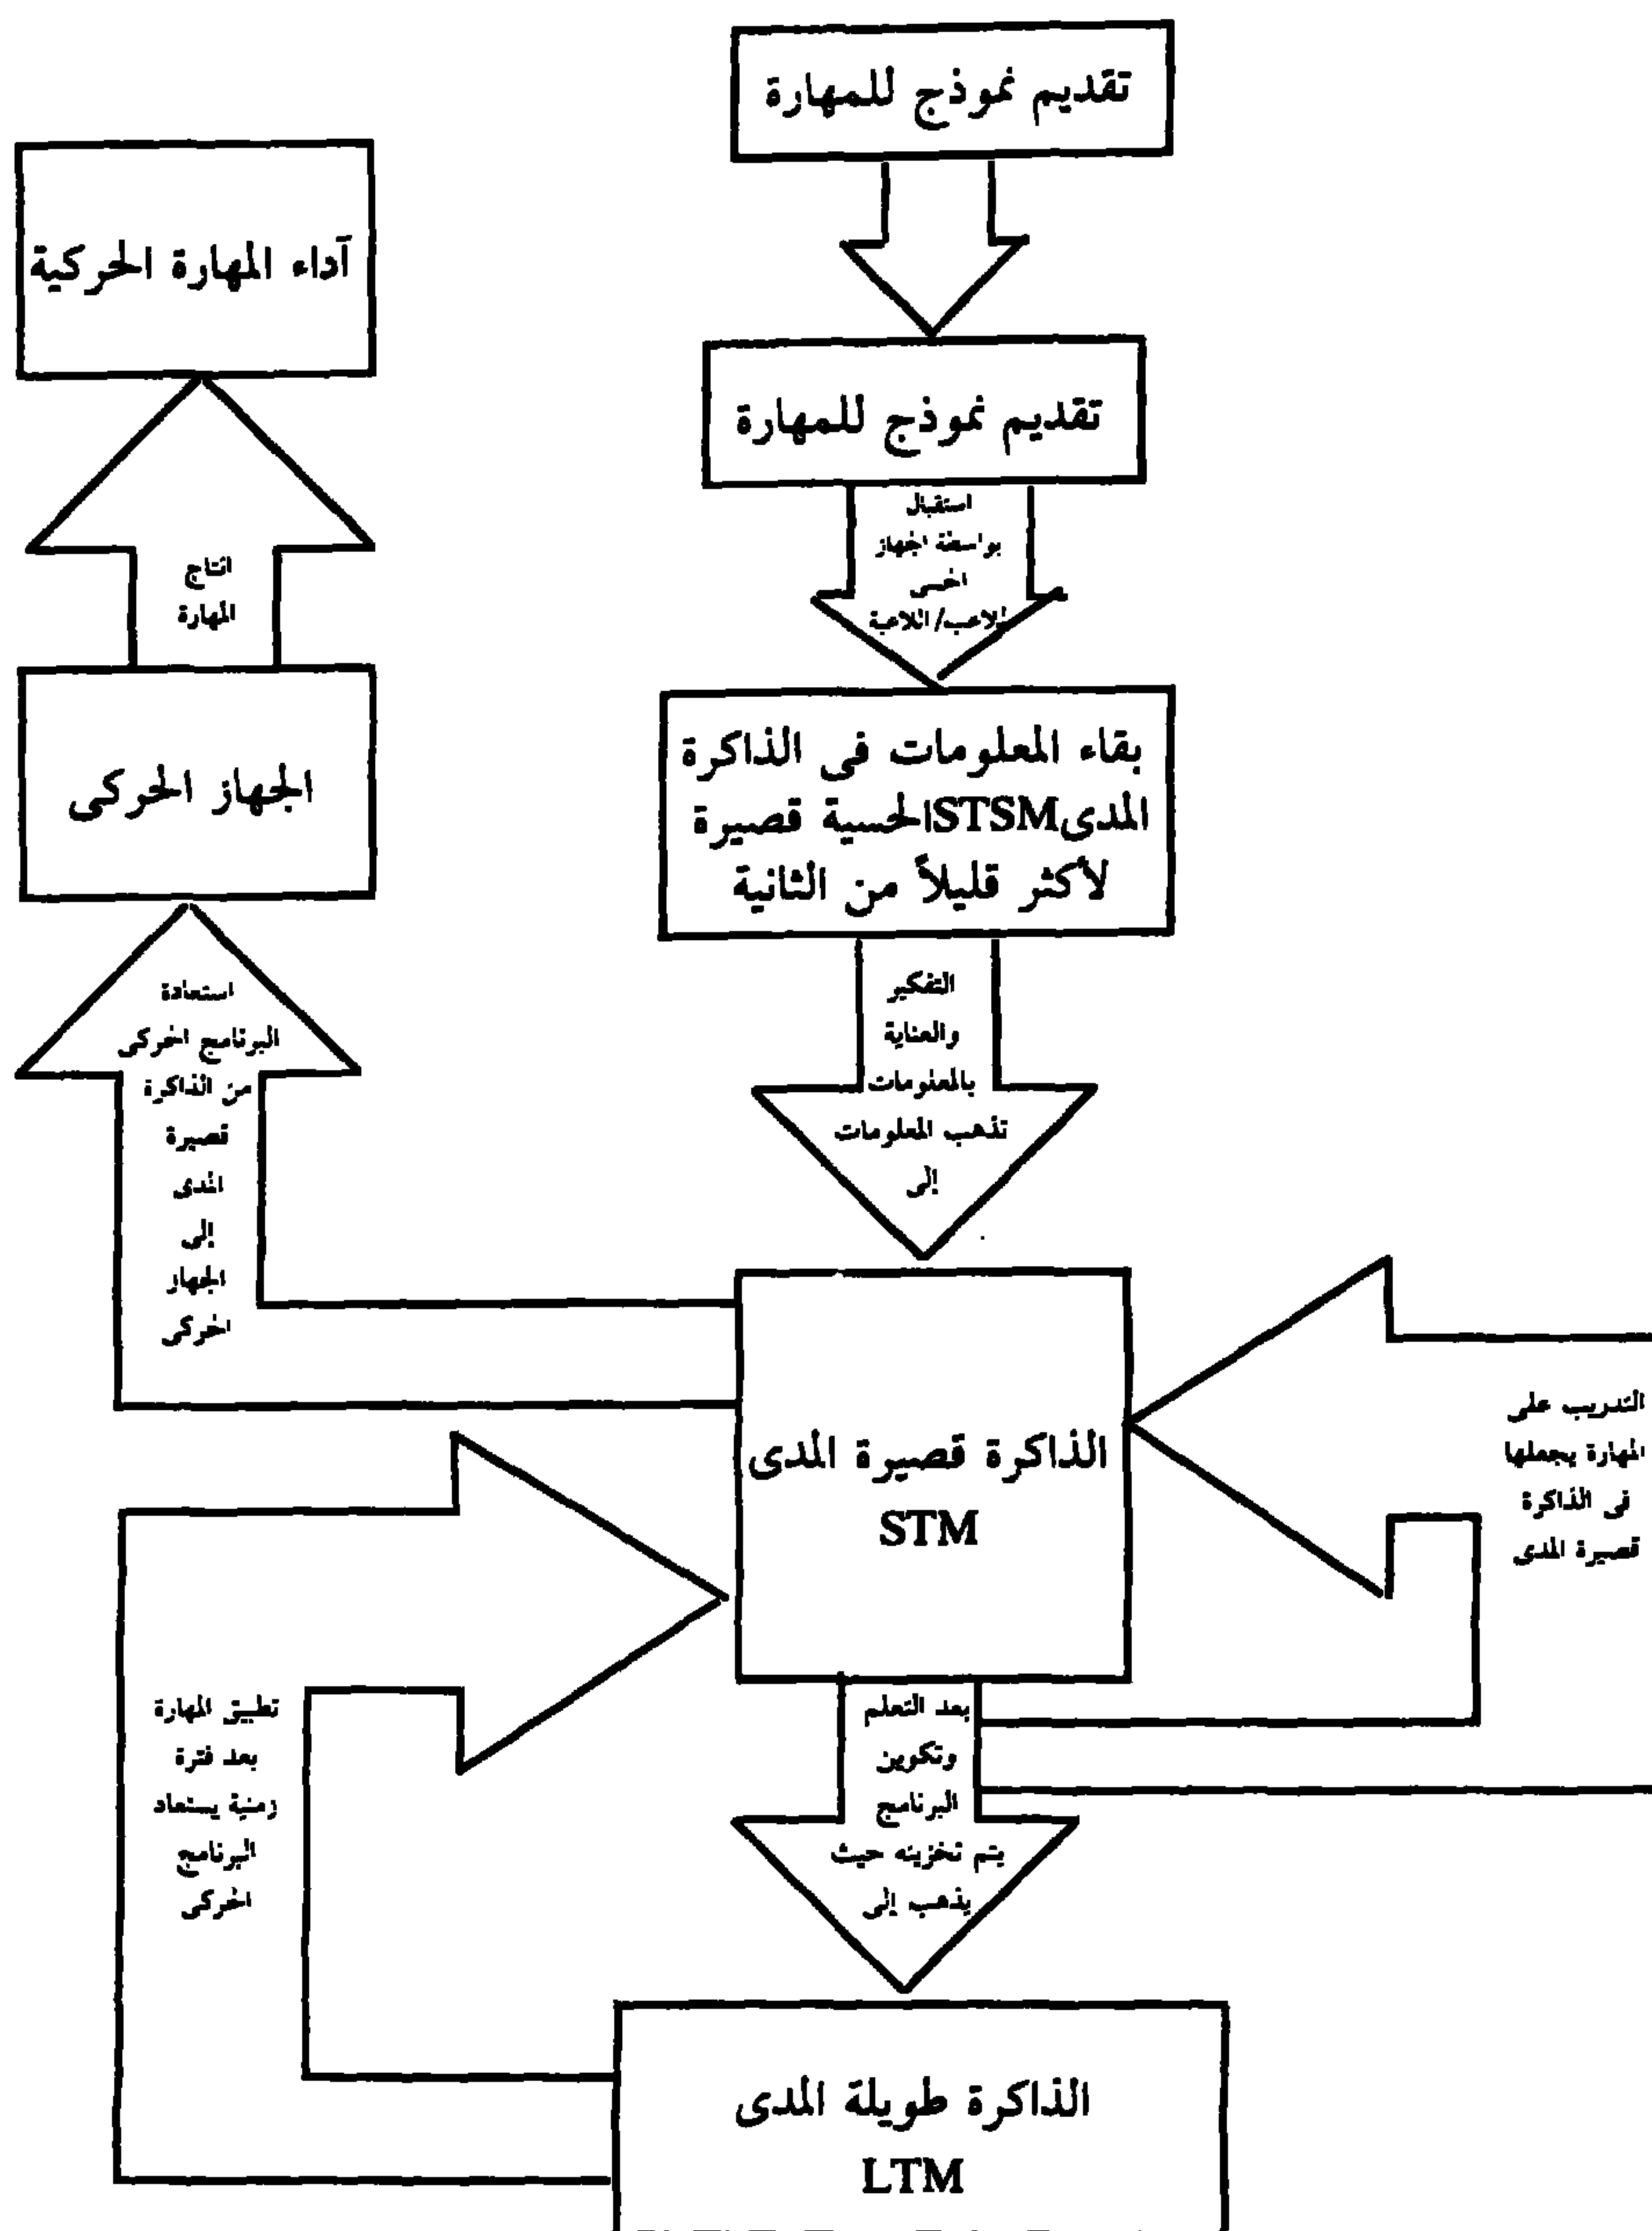 تقديم نموذج للمهارة
تقديم نموذج للمهارة
استقبال
بواسطة الجهاز
الحسى
للاعب/اللاعبة
بقاء المعلومات فى الذاكرة
الحسية قصيرة STSM المدى
لأكثر قليلاً من الثانية
التفكير
والعناية
بالمعلومات
تذهب المعلومات
إلى
الذاكرة قصيرة المدى
STM
التدريب على
المهارة يجعلها
فى الذاكرة
قصيرة المدى
بعد التعلم
وتكوين
البرنامج
يتم تخزينه حيث
يذهب إلى
الذاكرة طويلة المدى
LTM
تطبيق المهارة
بعد فترة
زمنية يستعاد
البرنامج
الحركى
استعادة
البرنامج الحركى
من الذاكرة
قصيرة
المدى
إلى
الجهاز
الحركى
الجهاز الحركى
انتاج
المهارة
آداء المهارة الحركية